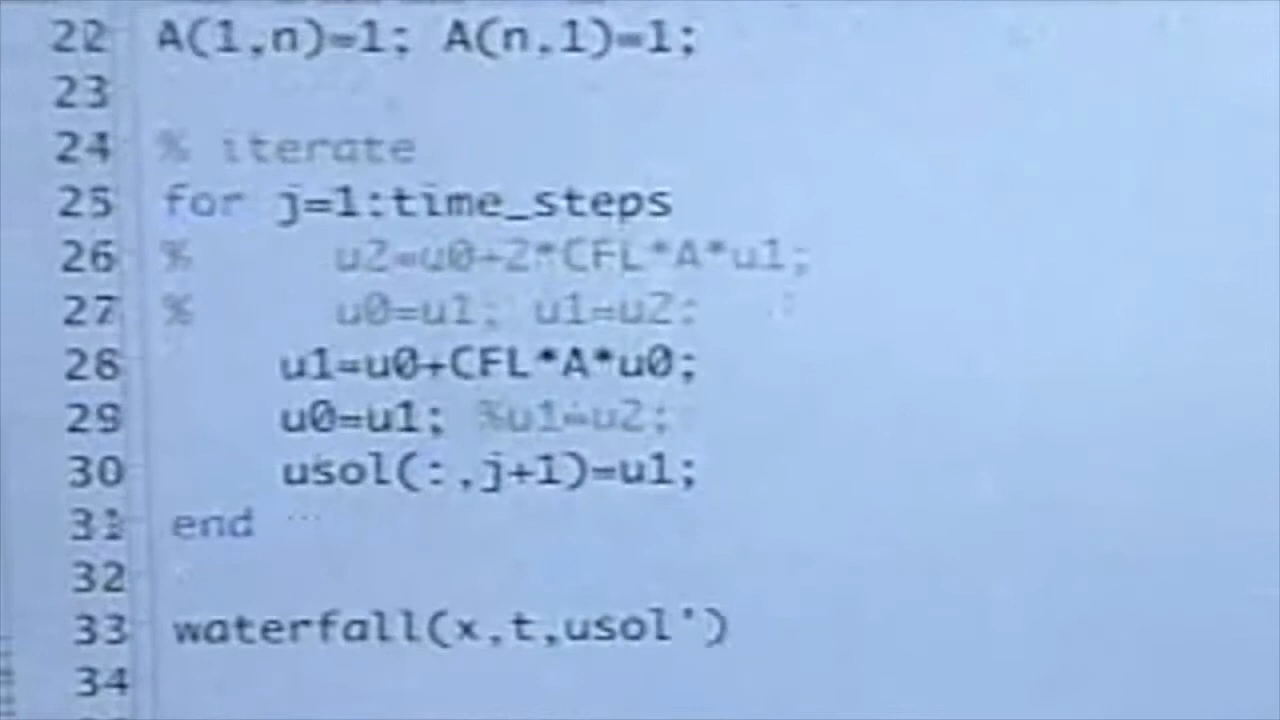 22 A(1,n)=1; A(n,1)=1;
23
24 % iterate
25 for j=1:time_steps
26 % u2=u0+2*CFL*A*u1;
27 % u0=u1; u1=u2;
28 u1=u0+CFL*A*u0;
29 u0=u1; %u1=u2;
30 usol(:,j+1)=u1;
31 end
32
33 waterfall(x,t,usol')
34